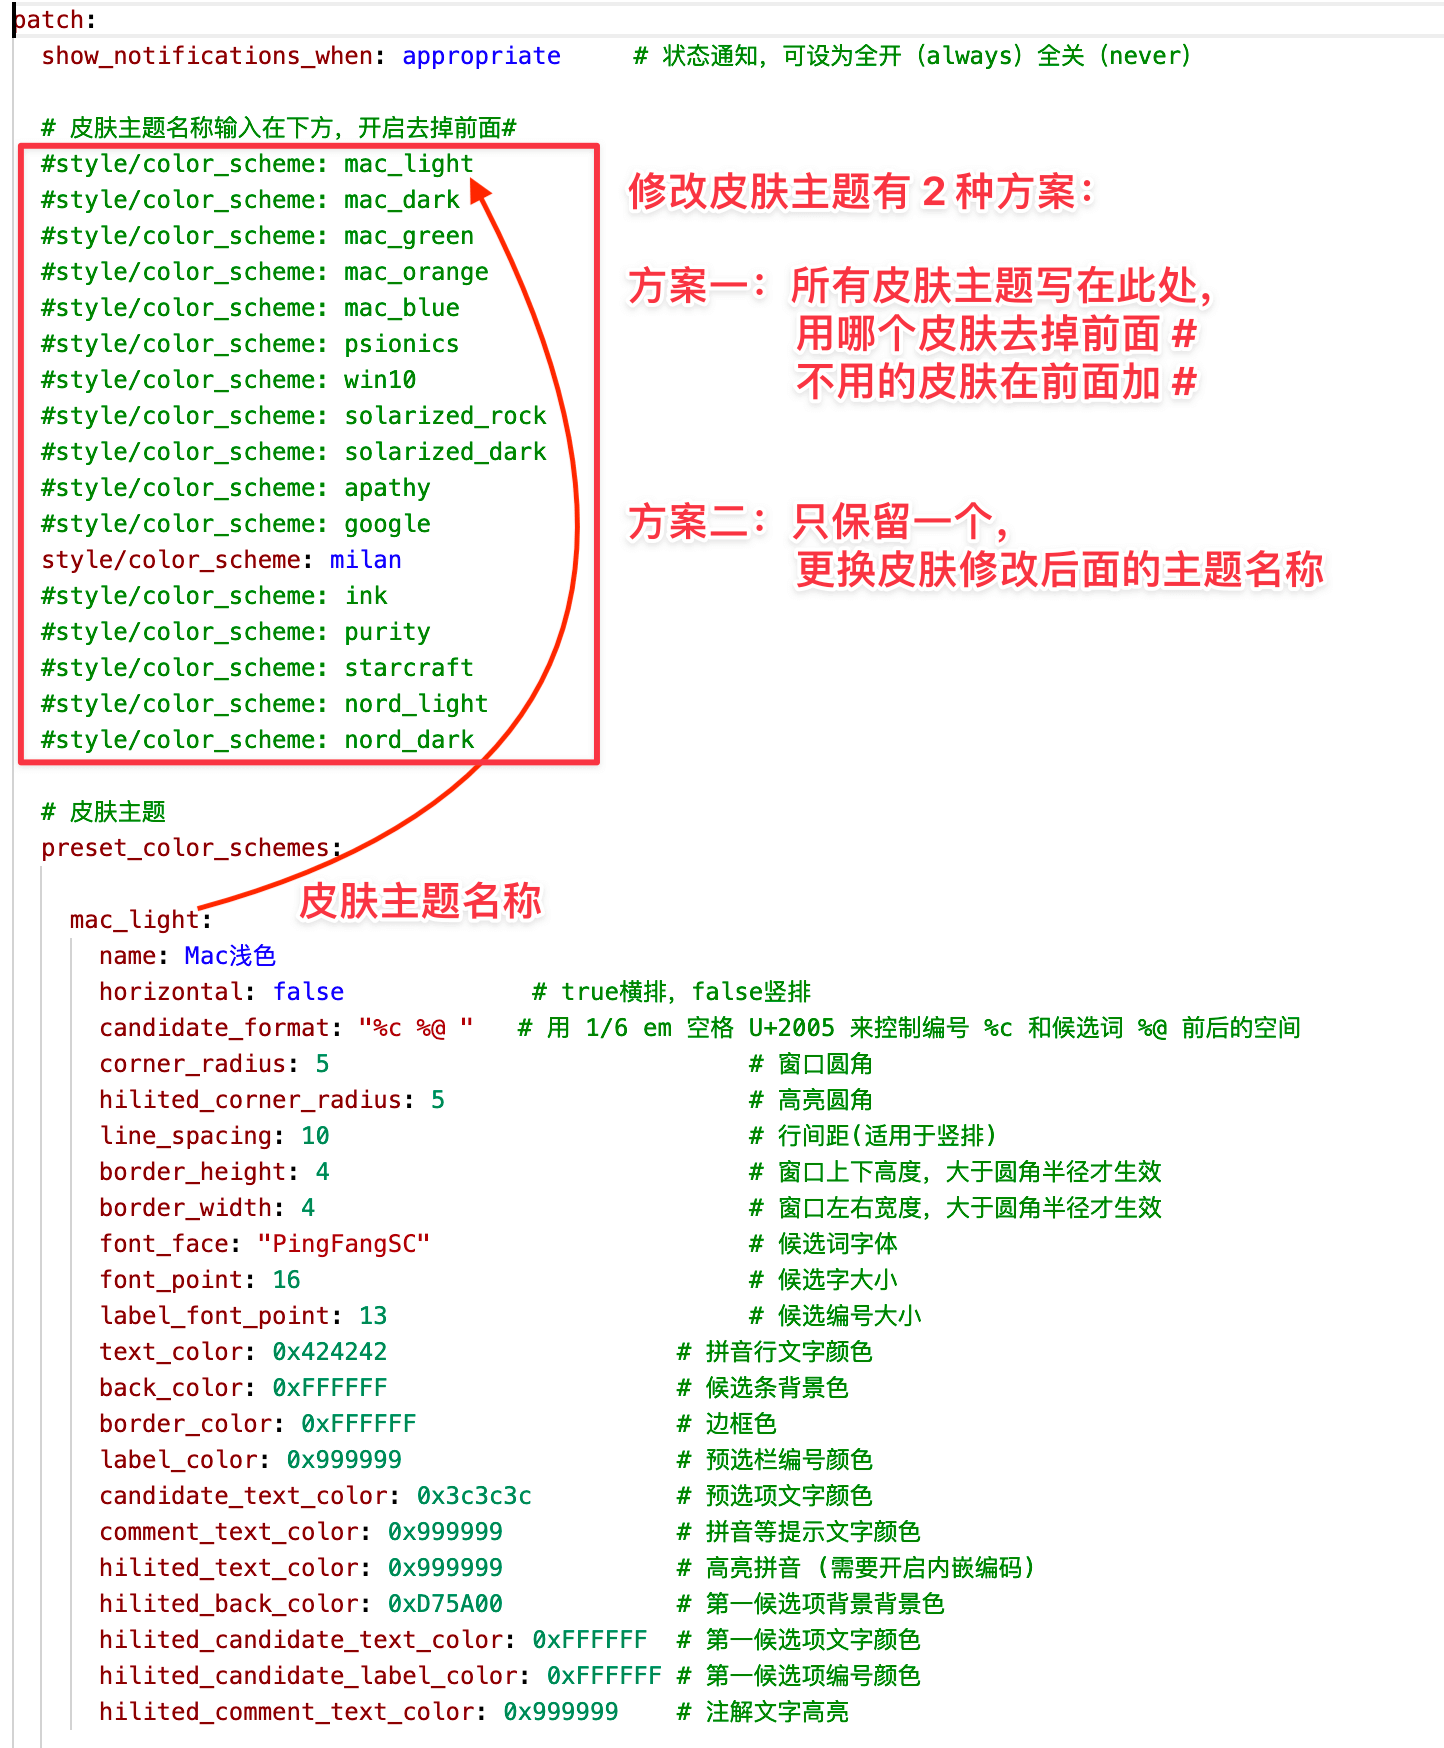 patch:
show_notifications_when: appropriate # 状态通知，可设为全开（always）全关（never）
# 皮肤主题名称输入在下方，开启去掉前面#
#style/color_scheme: mac_light
#style/color_scheme: mac_dark
#style/color_scheme: mac_green
#style/color_scheme: mac_orange
#style/color_scheme: mac_blue
#style/color_scheme: psionics
#style/color_scheme: win10
#style/color_scheme: solarized_rock
#style/color_scheme: solarized_dark
#style/color_scheme: apathy
#style/color_scheme: google
style/color_scheme: milan
#style/color_scheme: ink
#style/color_scheme: purity
#style/color_scheme: starcraft
#style/color_scheme: nord_light
#style/color_scheme: nord_dark
修改皮肤主题有 2 种方案：
方案一：所有皮肤主题写在此处，
用哪个皮肤去掉前面 #
不用的皮肤在前面加 #
方案二：只保留一个，
更换皮肤修改后面的主题名称
# 皮肤主题
preset_color_schemes:
皮肤主题名称
mac_light:
name: Mac浅色
horizontal: false # true横排，false竖排
candidate_format: "%c %@ " # 用 1/6 em 空格 U+2005 来控制编号 %c 和候选词 %@ 前后的空间
corner_radius: 5 # 窗口圆角
hilited_corner_radius: 5 # 高亮圆角
line_spacing: 10 # 行间距(适用于竖排)
border_height: 4 # 窗口上下高度，大于圆角半径才生效
border_width: 4 # 窗口左右宽度，大于圆角半径才生效
font_face: "PingFangSC" # 候选词字体
font_point: 16 # 候选字大小
label_font_point: 13 # 候选编号大小
text_color: 0x424242 # 拼音行文字颜色
back_color: 0xFFFFFF # 候选条背景色
border_color: 0xFFFFFF # 边框色
label_color: 0x999999 # 预选栏编号颜色
candidate_text_color: 0x3c3c3c # 预选项文字颜色
comment_text_color: 0x999999 # 拼音等提示文字颜色
hilited_text_color: 0x999999 # 高亮拼音 (需要开启内嵌编码)
hilited_back_color: 0xD75A00 # 第一候选项背景背景色
hilited_candidate_text_color: 0xFFFFFF # 第一候选项文字颜色
hilited_candidate_label_color: 0xFFFFFF # 第一候选项编号颜色
hilited_comment_text_color: 0x999999 # 注解文字高亮